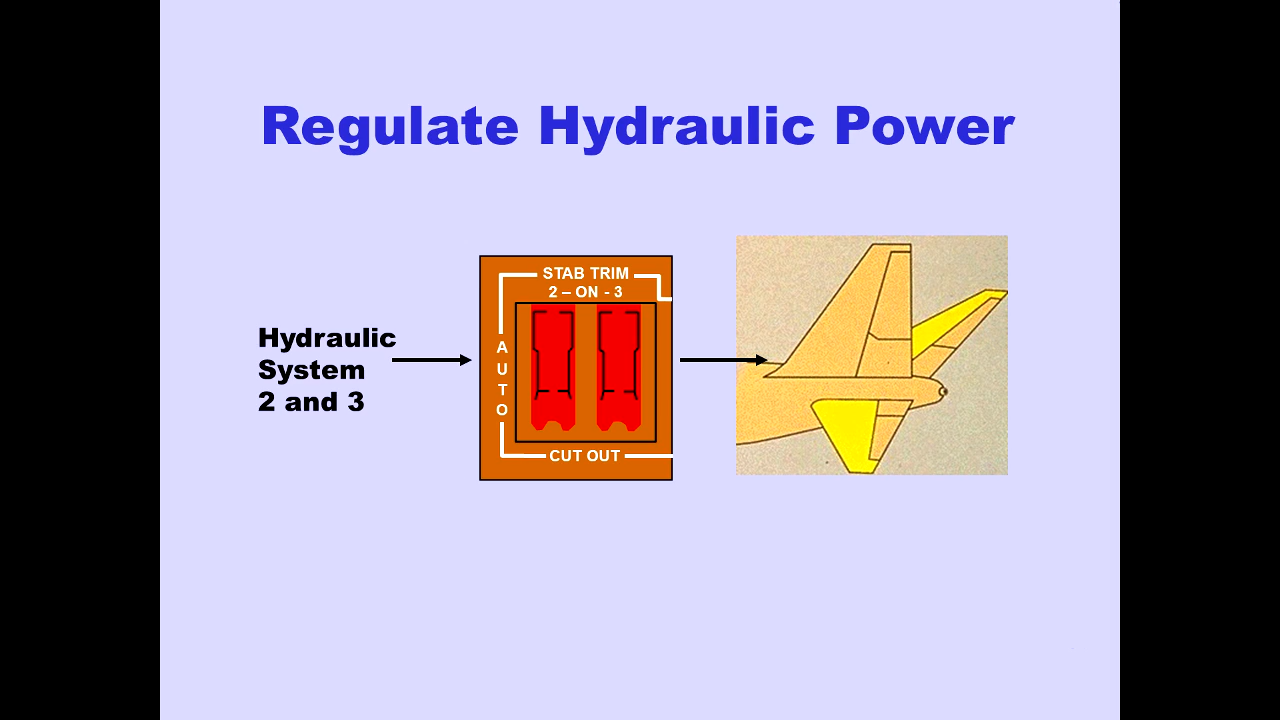 Regulate Hydraulic Power
Hydraulic
System
2 and 3
STAB TRIM
2 – ON - 3
A
U
T
O
CUT OUT